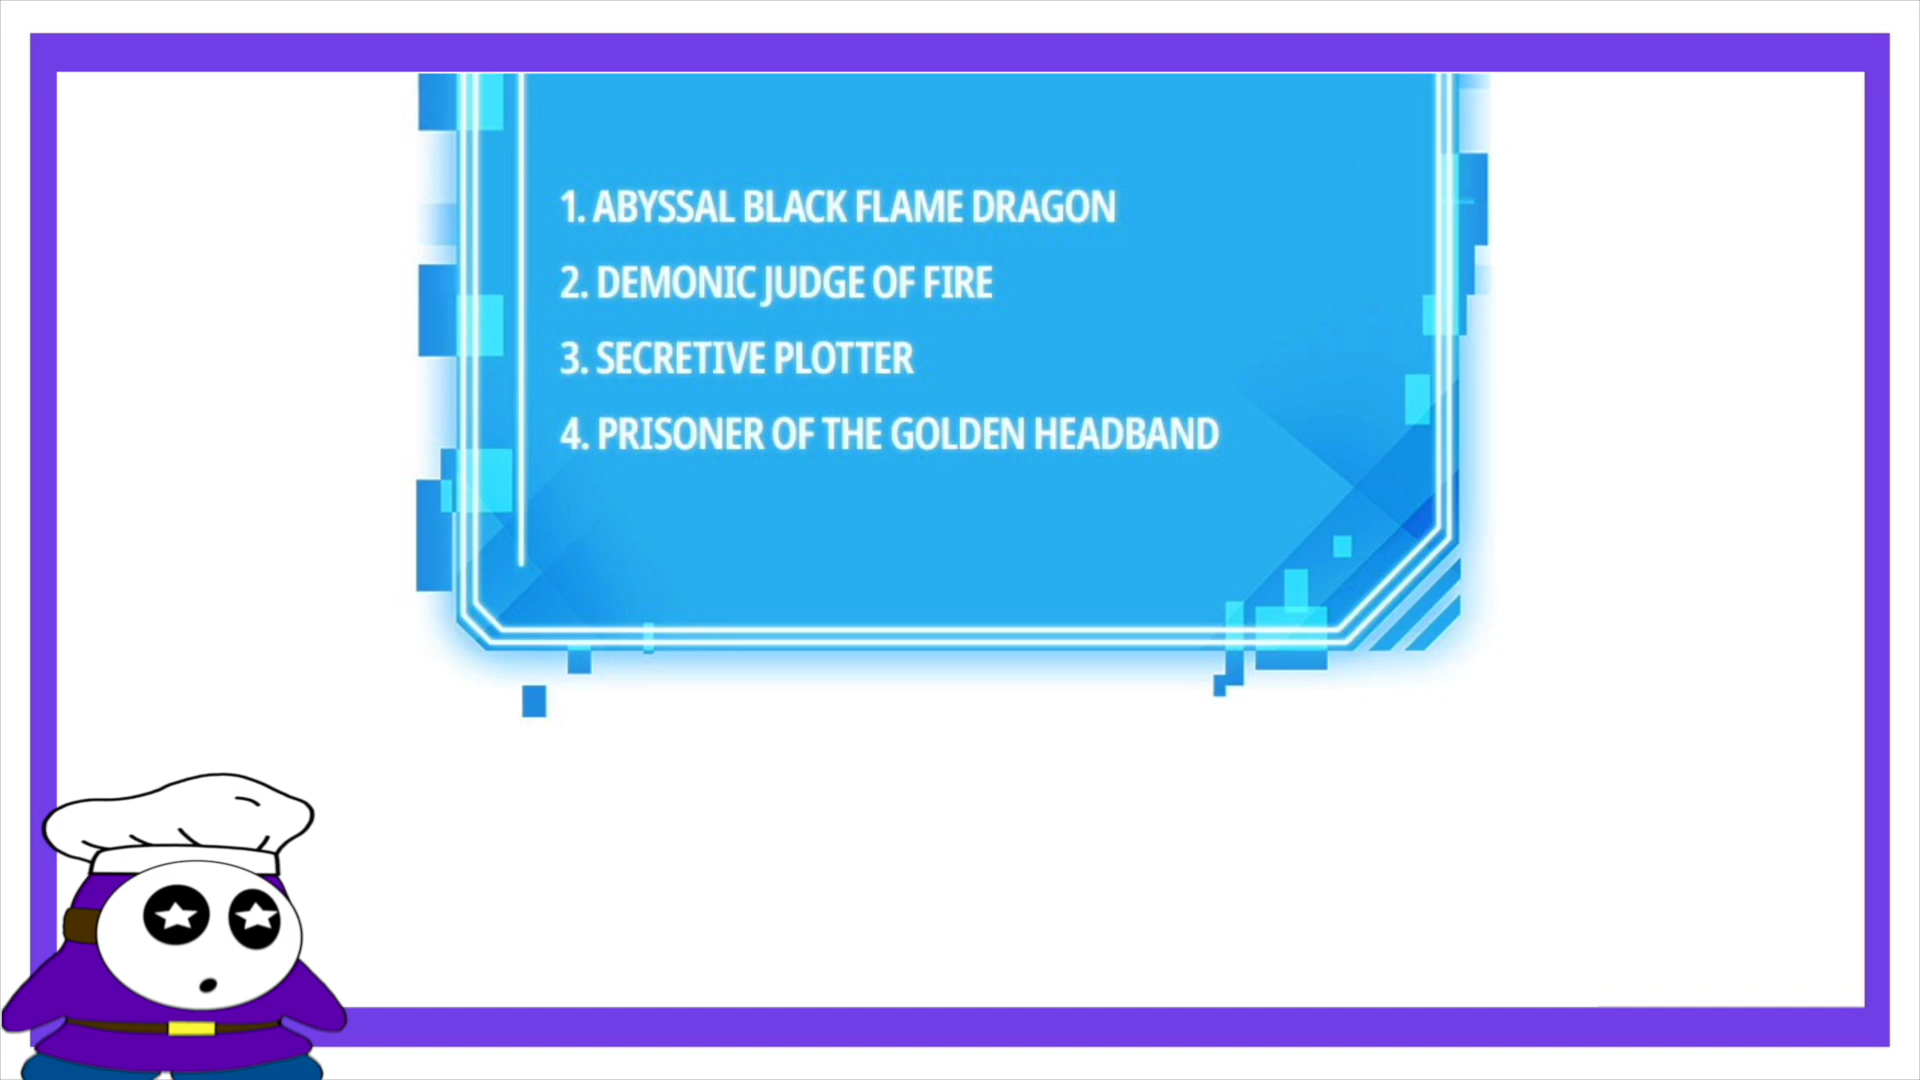 1. ABYSSAL BLACK FLAME DRAGON
2. DEMONIC JUDGE OF FIRE
3. SECRETIVE PLOTTER
4. PRISONER OF THE GOLDEN HEADBAND